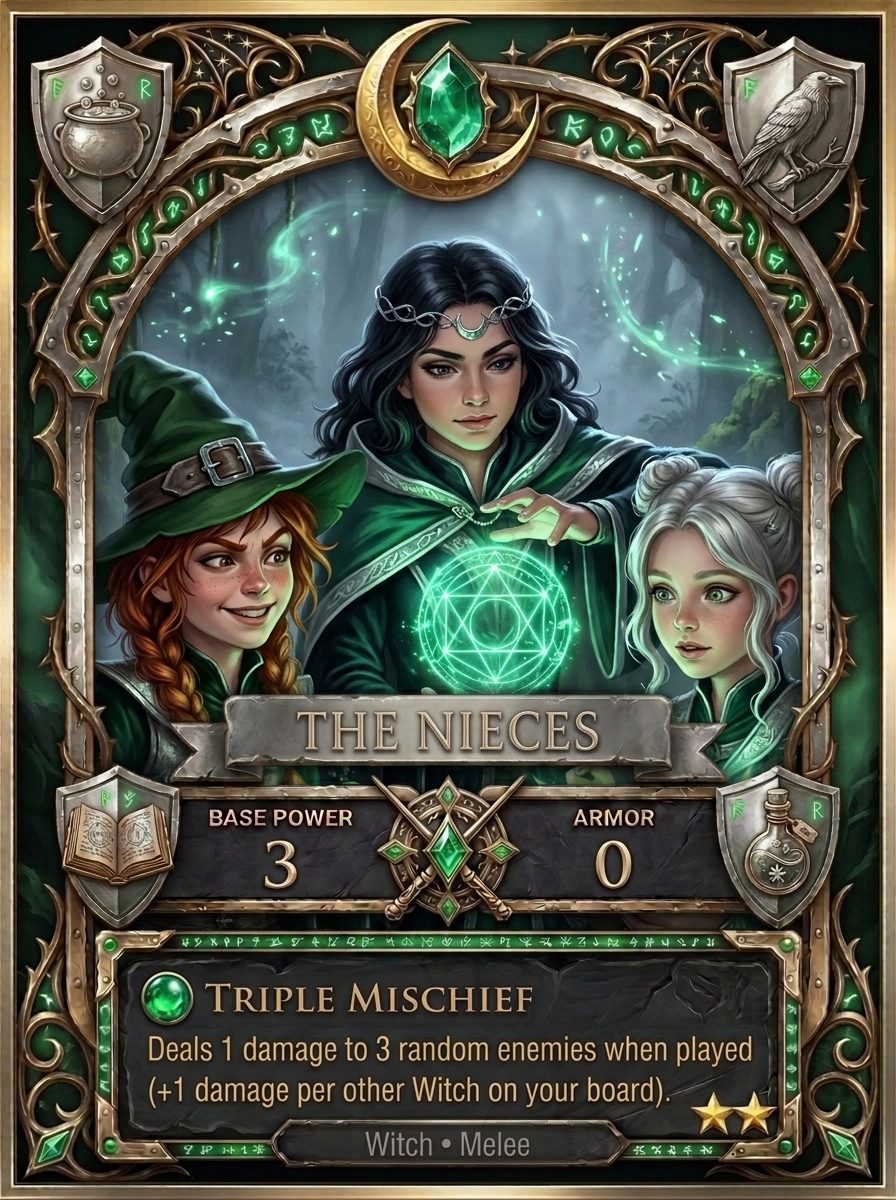 THE NIECES
BASE POWER
3
ARMOR
0
TRIPLE MISCHIEF
Deals 1 damage to 3 random enemies when played
(+1 damage per other Witch on your board).
Witch • Melee